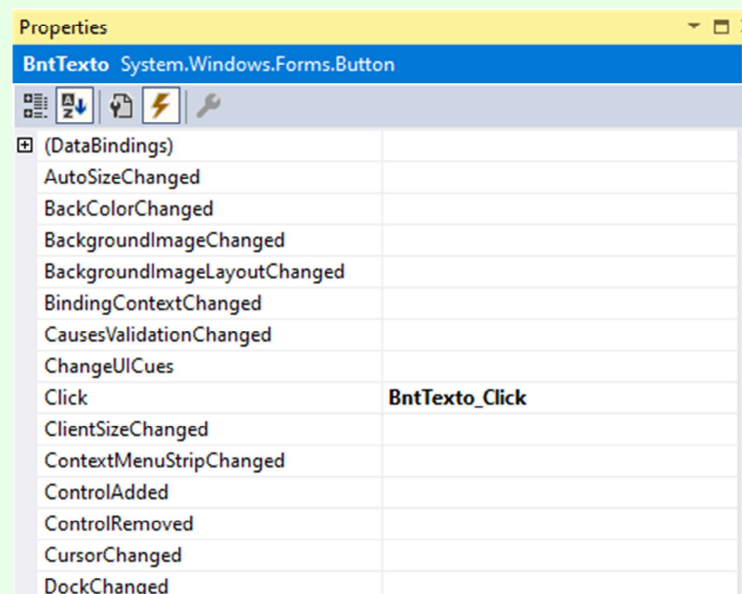 Properties
BntTexto System.Windows.Forms.Button
(DataBindings)
AutoSizeChanged
BackColorChanged
BackgroundImageChanged
BackgroundImageLayoutChanged
BindingContextChanged
CausesValidationChanged
ChangeUICues
Click BntTexto_Click
ClientSizeChanged
ContextMenuStripChanged
ControlAdded
ControlRemoved
CursorChanged
DockChanged